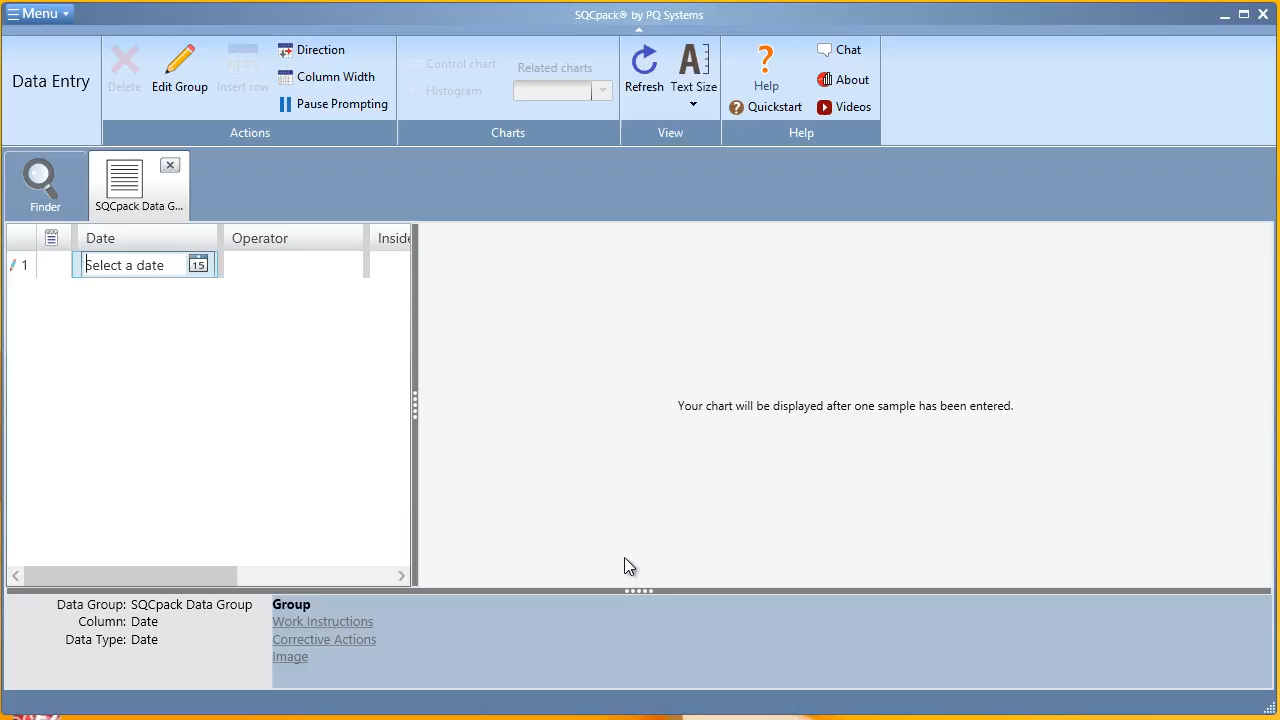 Menu
SQCpack® by PQ Systems
Data Entry
Delete
Edit Group
Insert row
Direction
Column Width
Pause Prompting
Actions
Control chart
Histogram
Related charts
Charts
Refresh
Text Size
View
Help
Quickstart
Chat
About
Videos
Help
Finder
SQCpack Data G...
Date
Operator
Inside
1
Select a date
15
Your chart will be displayed after one sample has been entered.
Data Group: SQCpack Data Group
Column: Date
Data Type: Date
Group
Work Instructions
Corrective Actions
Image